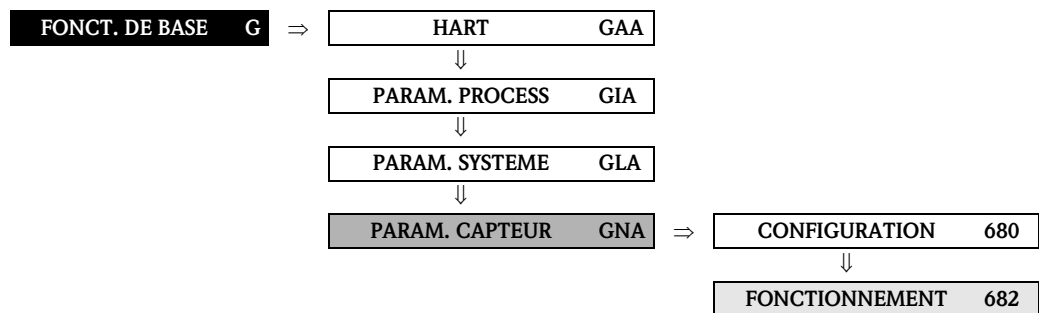 FONCT. DE BASE G ⇒ HART GAA
⇓
PARAM. PROCESS GIA
⇓
PARAM. SYSTEME GLA
⇓
PARAM. CAPTEUR GNA ⇒ CONFIGURATION 680
⇓
FONCTIONNEMENT 682